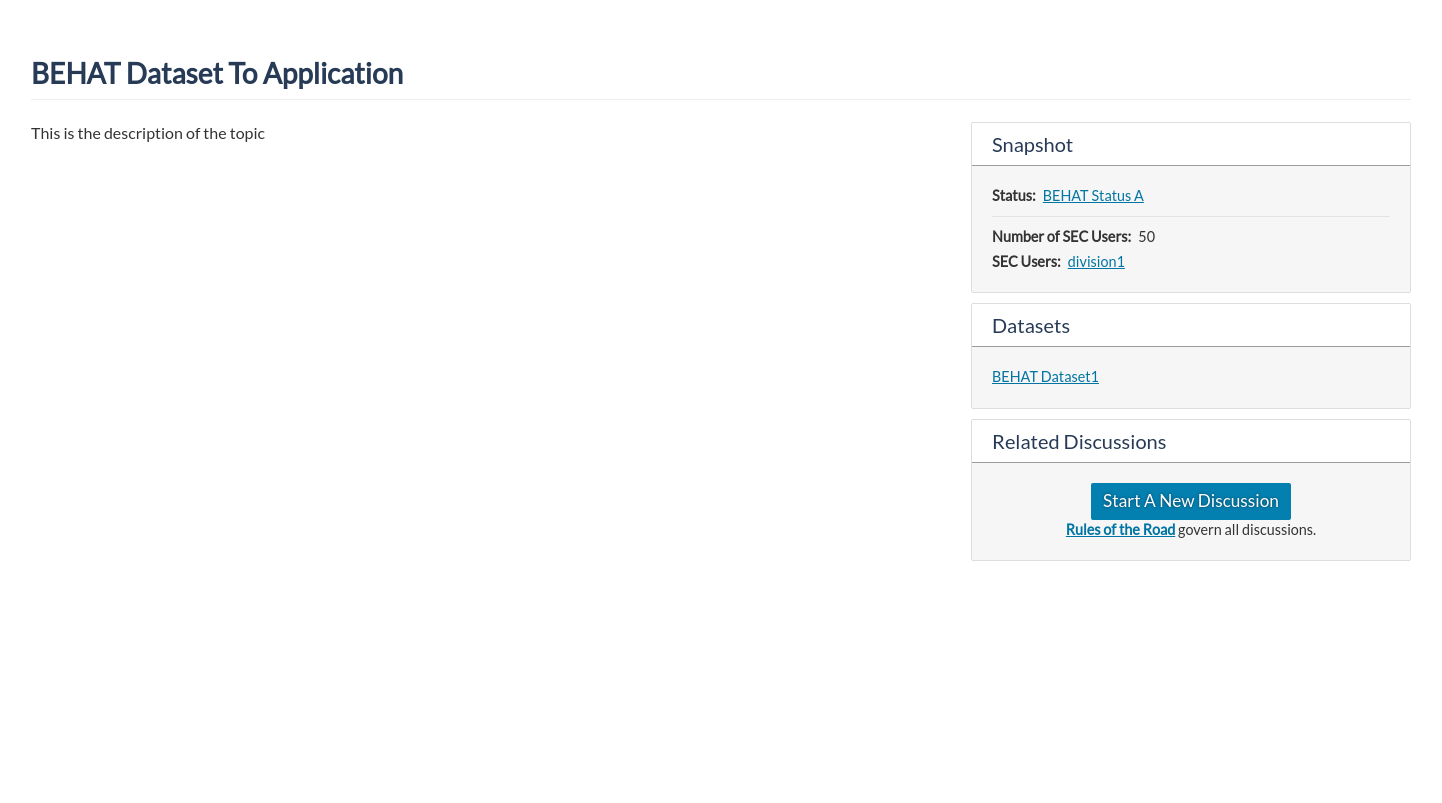 BEHAT Dataset To Application
This is the description of the topic
Snapshot
Status: BEHAT Status A
Number of SEC Users: 50
SEC Users: division1
Datasets
BEHAT Dataset1
Related Discussions
Start A New Discussion
Rules of the Road govern all discussions.